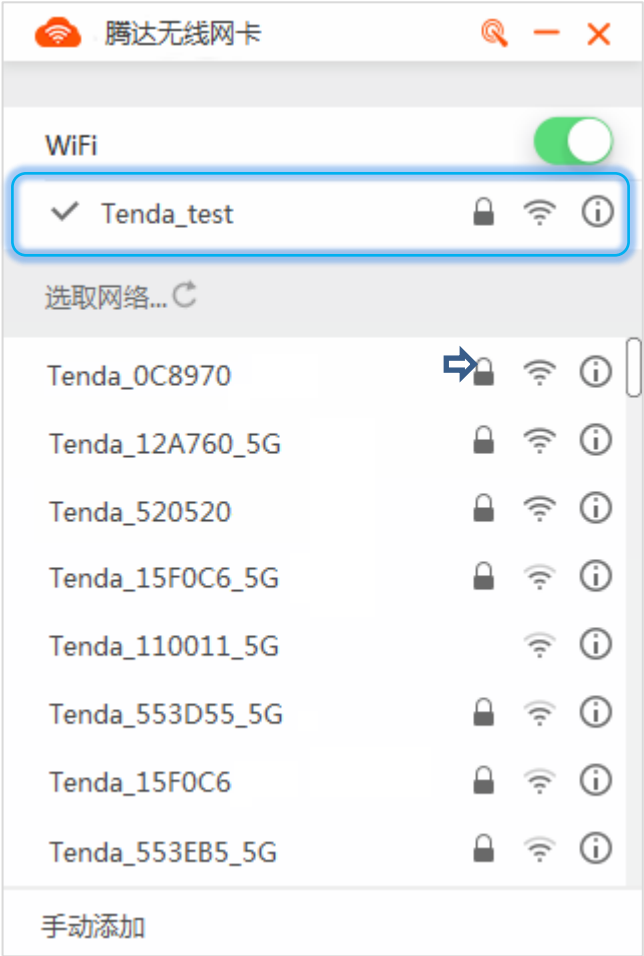 腾达无线网卡
WiFi
Tenda_test
选取网络...
Tenda_0C8970
Tenda_12A760_5G
Tenda_520520
Tenda_15F0C6_5G
Tenda_110011_5G
Tenda_553D55_5G
Tenda_15F0C6
Tenda_553EB5_5G
手动添加